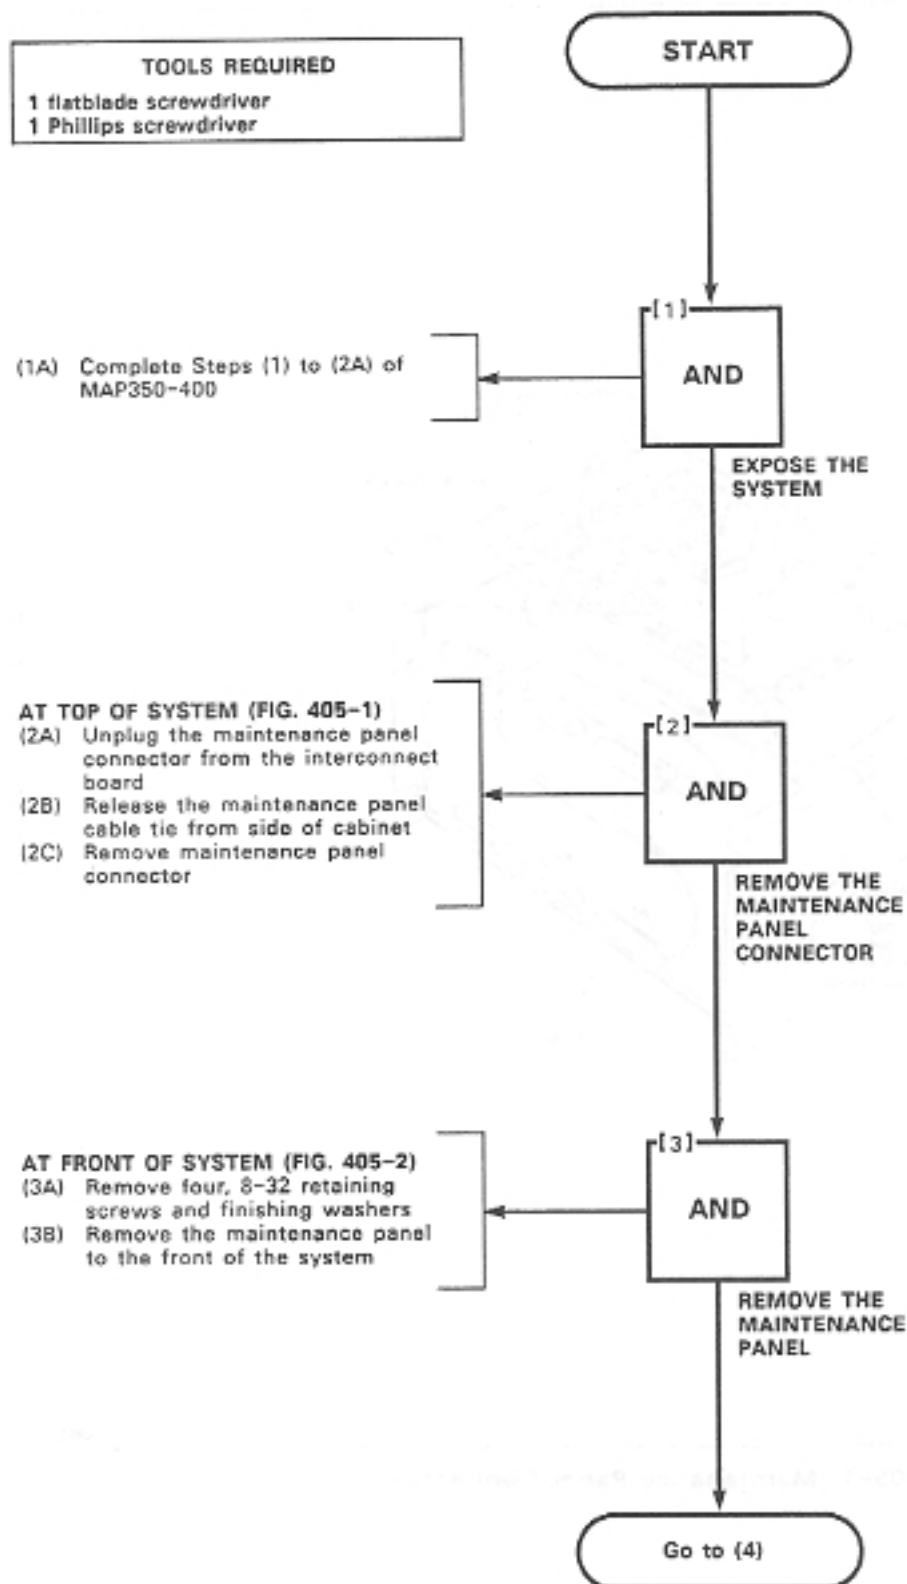 TOOLS REQUIRED
1 flatblade screwdriver
1 Phillips screwdriver
START
[1]
AND
(1A) Complete Steps (1) to (2A) of
MAP350-400
EXPOSE THE
SYSTEM
AT TOP OF SYSTEM (FIG. 405-1)
(2A) Unplug the maintenance panel
connector from the interconnect
board
(2B) Release the maintenance panel
cable tie from side of cabinet
(2C) Remove maintenance panel
connector
[2]
AND
REMOVE THE
MAINTENANCE
PANEL
CONNECTOR
AT FRONT OF SYSTEM (FIG. 405-2)
(3A) Remove four, 8-32 retaining
screws and finishing washers
(3B) Remove the maintenance panel
to the front of the system
[3]
AND
REMOVE THE
MAINTENANCE
PANEL
Go to (4)